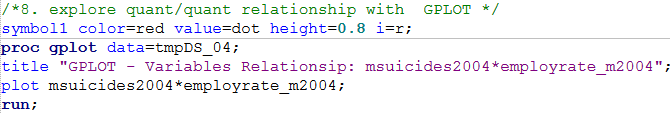 /*8. explore quant/quant relationship with  GPLOT */
symbol1 color=red value=dot height=0.8 i=r;
proc gplot data=tmpDS_04;
title "GPLOT - Variables Relationsip: msuicides2004*employrate_m2004";
plot msuicides2004*employrate_m2004;
run;